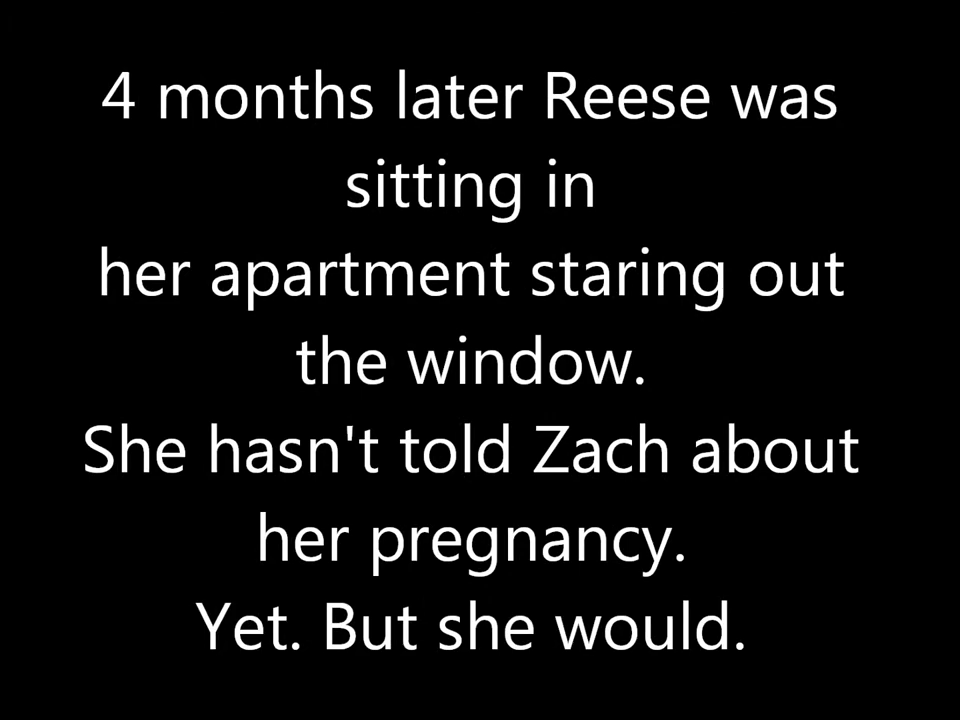 4 months later Reese was
sitting in
her apartment staring out
the window.
She hasn't told Zach about
her pregnancy.
Yet. But she would.